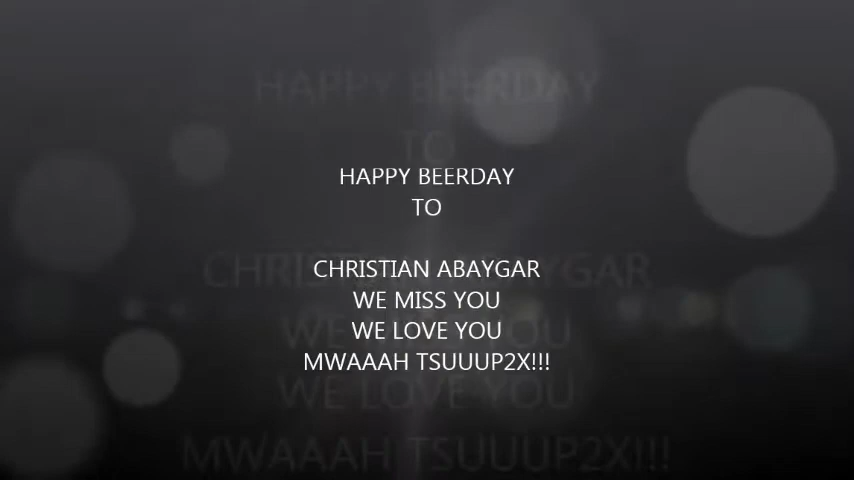 HAPPY BEERDAY
TO
CHRISTIAN ABAYGAR
WE MISS YOU
WE LOVE YOU
MWAAAH TSUUUP2X!!!